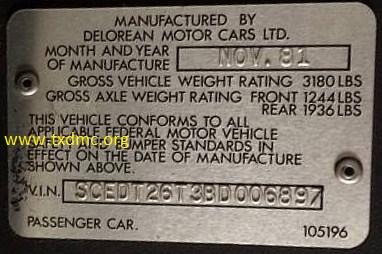 MANUFACTURED BY
DELOREAN MOTOR CARS LTD.
MONTH AND YEAR
OF MANUFACTURE NOV. 81
GROSS VEHICLE WEIGHT RATING 3180 LBS
GROSS AXLE WEIGHT RATING FRONT 1244 LBS
REAR 1936 LBS
THIS VEHICLE CONFORMS TO ALL
APPLICABLE FEDERAL MOTOR VEHICLE
www.txdmc.org
BUMPER STANDARDS IN
EFFECT ON THE DATE OF MANUFACTURE
SHOWN ABOVE.
V.I.N. SCEDT26T3BD006897
PASSENGER CAR. 105196